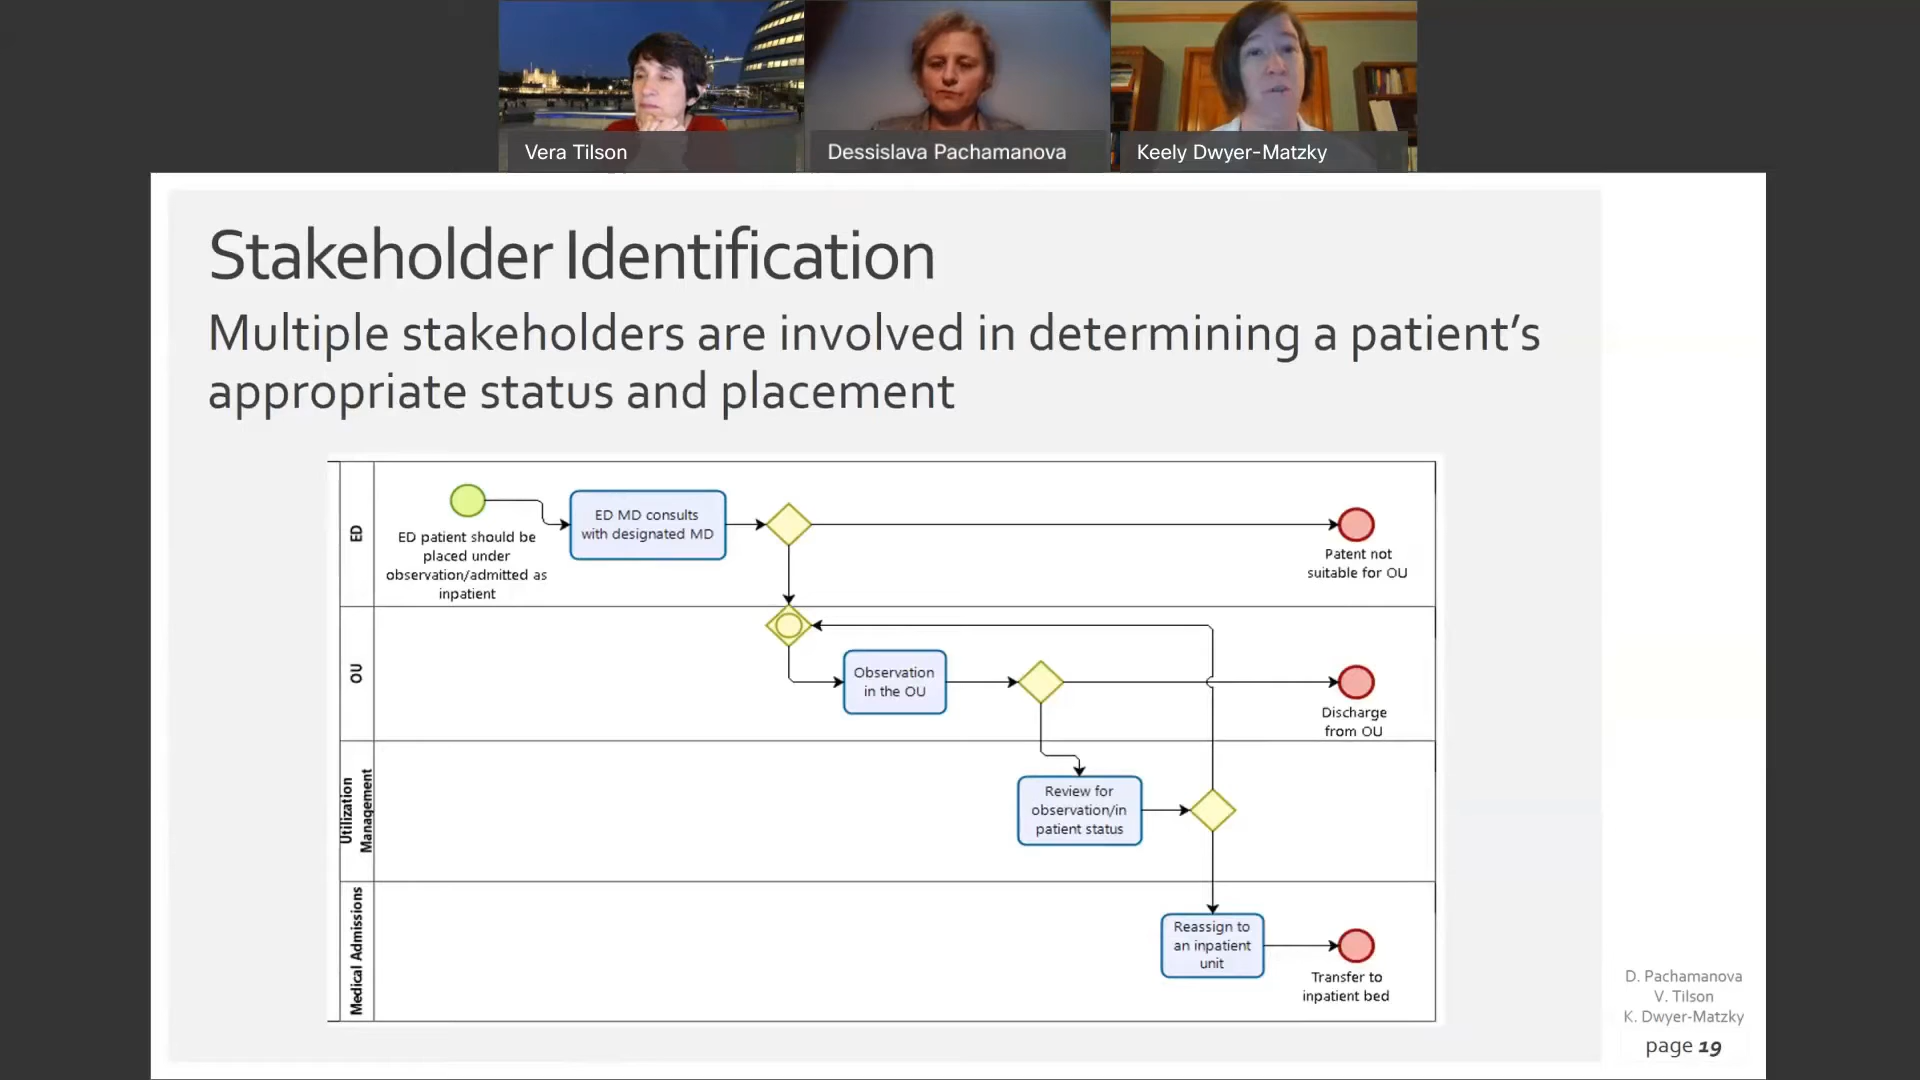 Vera Tilson
Dessislava Pachamanova
Keely Dwyer-Matzky
Stakeholder Identification
Multiple stakeholders are involved in determining a patient’s
appropriate status and placement
ED
ED patient should be
placed under
observation/admitted as
inpatient
ED MD consults
with designated MD
Patent not
suitable for OU
OU
Observation
in the OU
Discharge
from OU
Utilization
Management
Review for
observation/in
patient status
Medical Admissions
Reassign to
an inpatient
unit
Transfer to
inpatient bed
D. Pachamanova
V. Tilson
K. Dwyer-Matzky
page 19